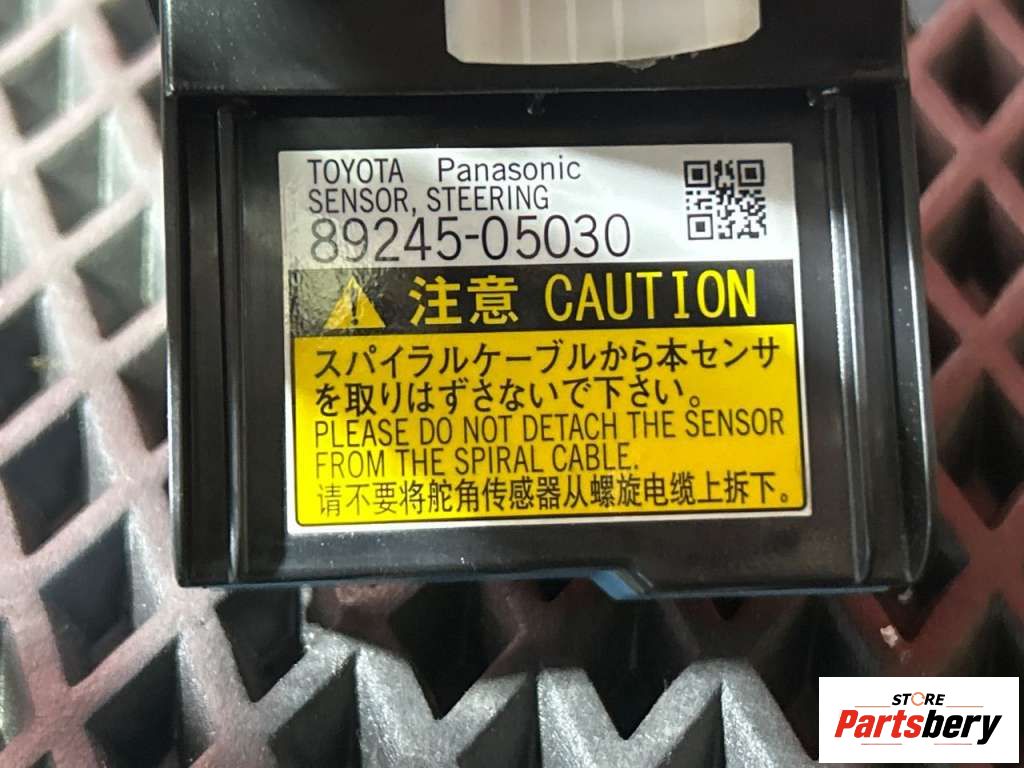 TOYOTA Panasonic
SENSOR, STEERING
89245-05030
注意 CAUTION
スパイラルケーブルから本センサ
を取りはずさないで下さい。
PLEASE DO NOT DETACH THE SENSOR
FROM THE SPIRAL CABLE.
请不要将舵角传感器从螺旋电缆上拆下。
STORE
Partsbery